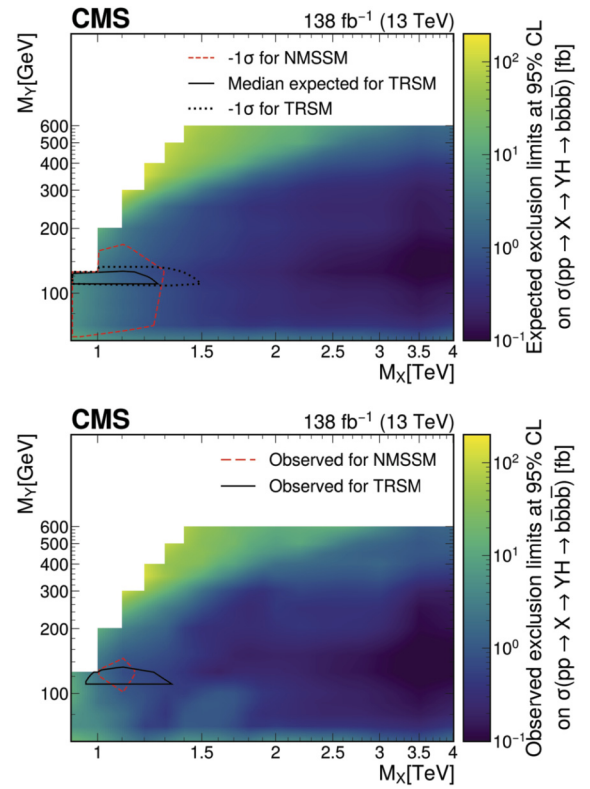 CMS 138 fb⁻¹ (13 TeV)
M_Y[GeV]
-1σ for NMSSM
Median expected for TRSM
-1σ for TRSM
600
500
400
300
200
100
1 1.5 2 2.5 3 3.5 4
M_X[TeV]
10²
10¹
10⁰
10⁻¹
Expected exclusion limits at 95% CL
on σ(pp → X → YH → bb̅bb̅) [fb]
CMS 138 fb⁻¹ (13 TeV)
M_Y[GeV]
Observed for NMSSM
Observed for TRSM
600
500
400
300
200
100
1 1.5 2 2.5 3 3.5 4
M_X[TeV]
10²
10¹
10⁰
10⁻¹
Observed exclusion limits at 95% CL
on σ(pp → X → YH → bb̅bb̅) [fb]